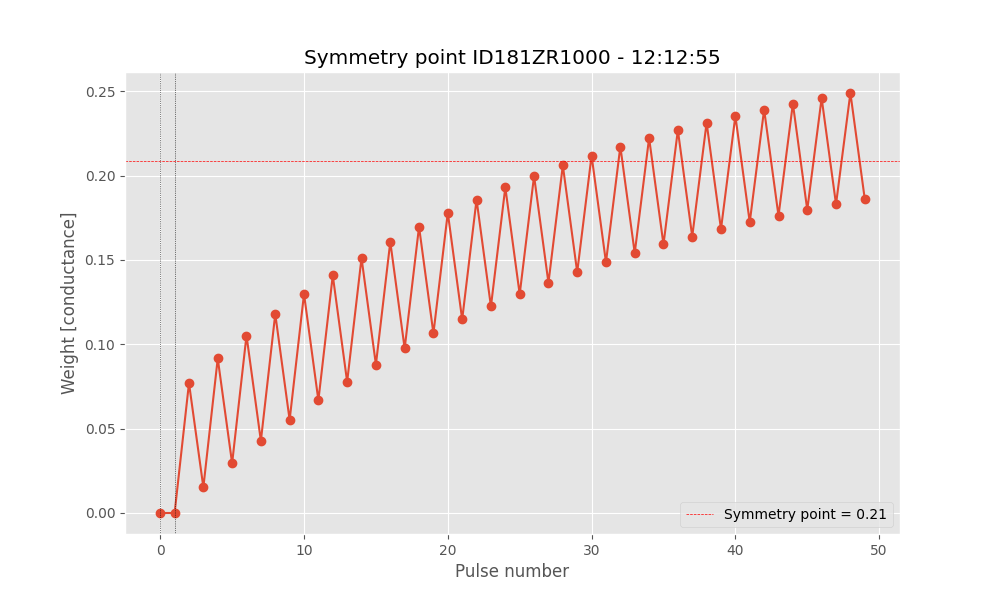 Symmetry point ID181ZR1000 - 12:12:55
Weight [conductance]
0.25
0.20
0.15
0.10
0.05
0.00
Symmetry point = 0.21
0 10 20 30 40 50
Pulse number